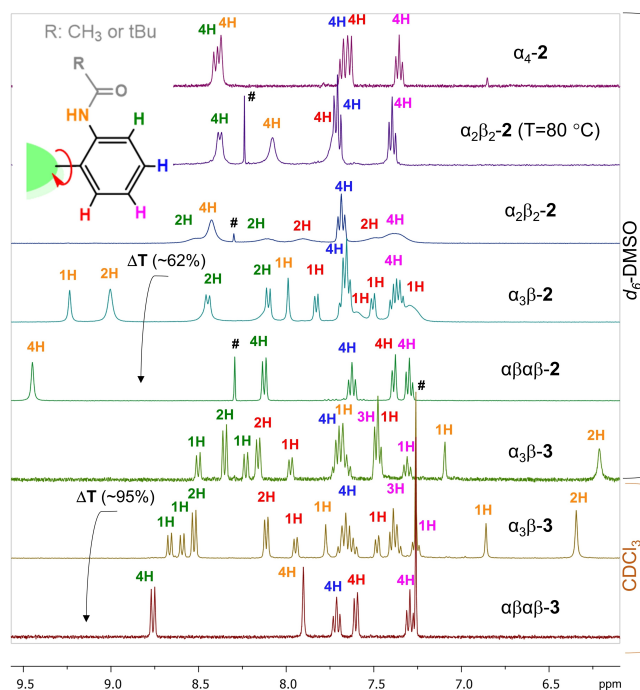 R: CH₃ or tBu
R
O
HN
H
H
H
H
4H 4H 4H 4H 4H
α₄-2
4H # 4H 4H 4H 4H
α₂β₂-2 (T=80 °C)
2H 4H # 2H 2H 4H 2H 4H
α₂β₂-2
d₆-DMSO
1H 2H 2H 2H 1H 1H 4H 1H 1H 4H 1H
α₃β-2
ΔT (~62%)
4H # 4H 4H 4H 4H #
αβαβ-2
1H 2H 1H 2H 1H 4H 1H 3H 1H 1H 1H 2H
α₃β-3
ΔT (~95%)
1H 1H 2H 2H 1H 1H 4H 1H 3H 1H 1H 2H
α₃β-3
CDCl₃
4H 4H 4H 4H 4H
αβαβ-3
9.5 9.0 8.5 8.0 7.5 7.0 6.5 ppm